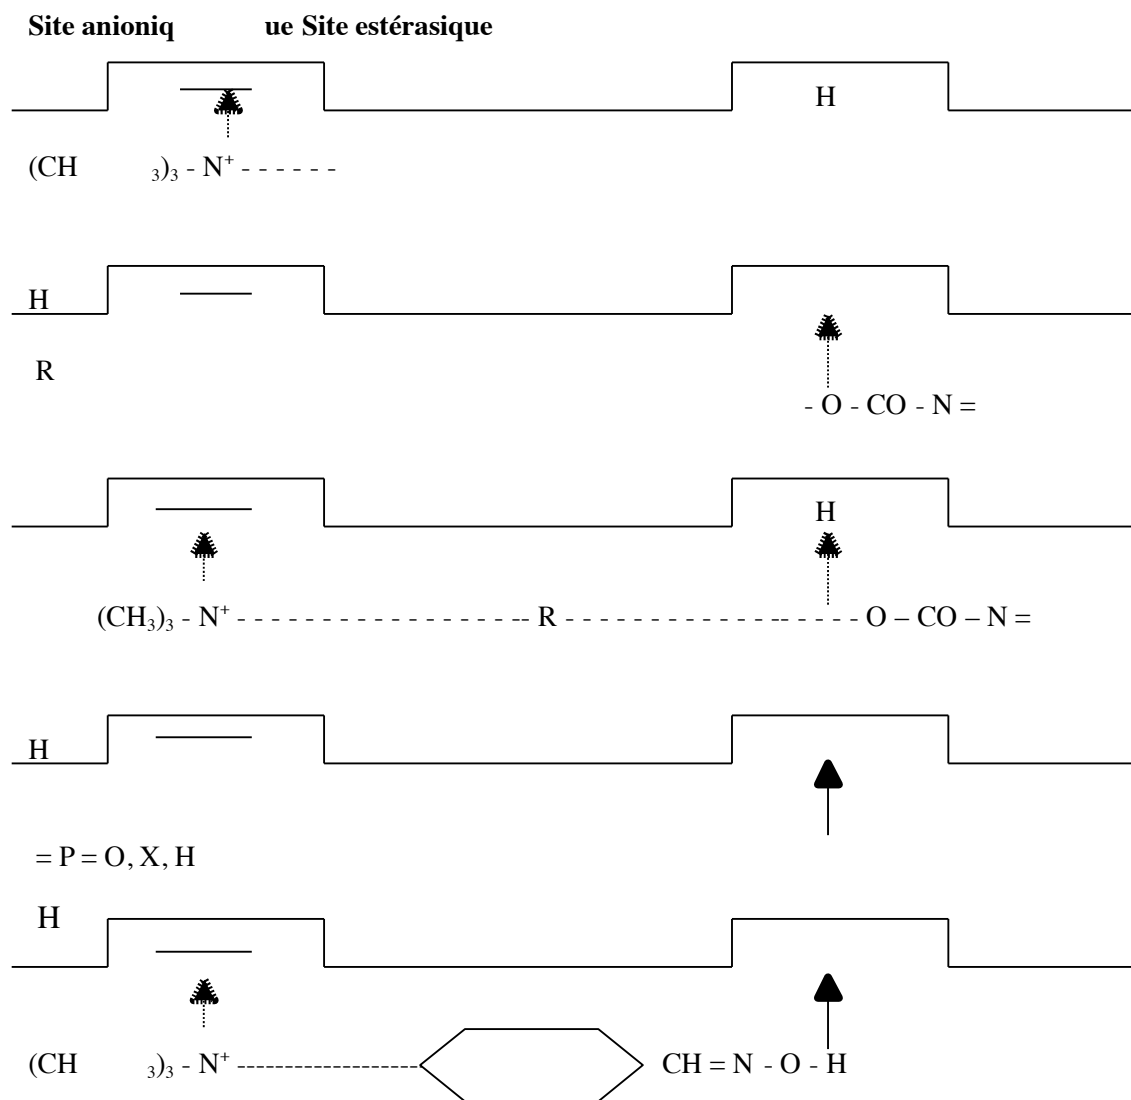 Site anioniq ue Site estérasique
H
(CH 3)3 - N+ - - - - - -
H
R
- O - CO - N =
H
(CH3)3 - N+ - - - - - - - - - - - - - - - - -- R - - - - - - - - - - - - -- - - - - O – CO – N =
H
= P = O, X, H
H
(CH 3)3 - N+ ------------------ CH = N - O - H